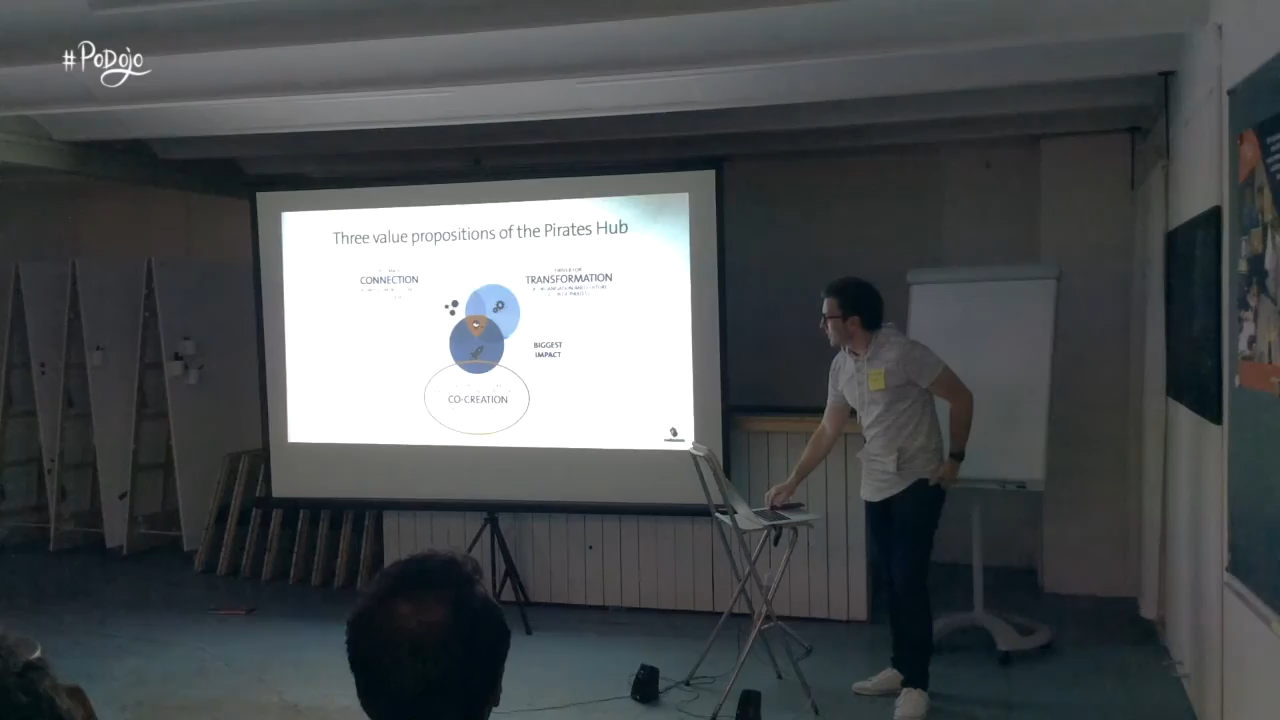 #PoDojo
Three value propositions of the Pirates Hub
CONNECTION
TRANSFORMATION
BIGGEST
IMPACT
CO-CREATION